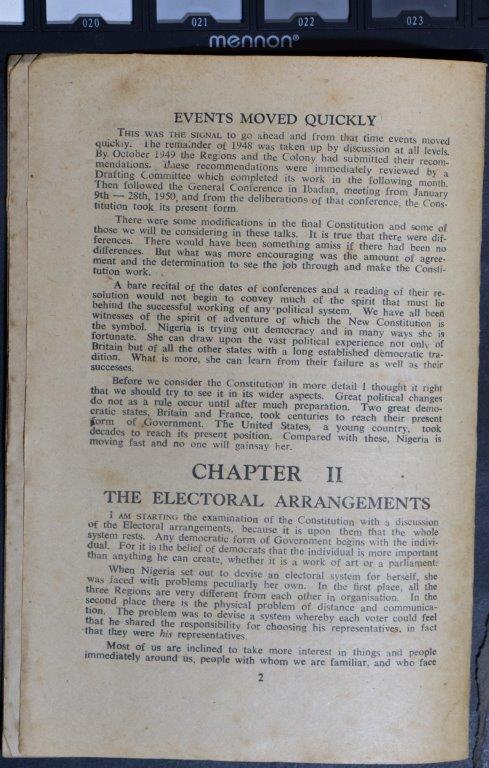 020 021 022 023
mennon®
EVENTS MOVED QUICKLY
THIS WAS THE SIGNAL to go ahead and from that time events moved
quickly. The remainder of 1948 was taken up by discussion at all levels.
By October 1949 the Regions and the Colony had submitted their recom-
mendations. These recommendations were immediately reviewed by a
Drafting Committee which completed its work in the following month.
Then followed the General Conference in Ibadan, meeting from January
9th — 28th, 1950, and from the deliberations of that conference, the Cons-
titution took its present form.
There were some modifications in the final Constitution and some of
those we will be considering in these talks. It is true that there were dif-
ferences. There would have been something amiss if there had been no
differences. But what was more encouraging was the amount of agree-
ment and the determination to see the job through and make the Consti-
tution work.
A bare recital of the dates of conferences and a reading of their re-
solution would not begin to convey much of the spirit that must lie
behind the successful working of any political system. We have all been
witnesses of the spirit of adventure of which the New Constitution is
the symbol. Nigeria is trying out democracy and in many ways she is
fortunate. She can draw upon the vast political experience not only of
Britain but of all the other states with a long established democratic tra-
dition. What is more, she can learn from their failure as well as their
successes.
Before we consider the Constitution in more detail I thought it right
that we should try to see it in its wider aspects. Great political changes
do not as a rule occur until after much preparation. Two great demo-
cratic states, Britain and France, took centuries to reach their present
form of Government. The United States, a young country, took
decades to reach its present position. Compared with these, Nigeria is
moving fast and no one will gainsay her.
CHAPTER II
THE ELECTORAL ARRANGEMENTS
I AM STARTING the examination of the Constitution with a discussion
of the Electoral arrangements, because it is upon them that the whole
system rests. Any democratic form of Government begins with the indivi-
dual. For it is the belief of democrats that the individual is more important
than anything he can create, whether it is a work of art or a parliament.
When Nigeria set out to devise an electoral system for herself, she
was faced with problems peculiarly her own. In the first place, all the
three Regions are very different from each other in organisation. In the
second place there is the physical problem of distance and communica-
tion. The problem was to devise a system whereby each voter could feel
that he shared the responsibility for choosing his representatives, in fact
that they were his representatives.
Most of us are inclined to take more interest in things and people
immediately around us, people with whom we are familiar, and who face
2